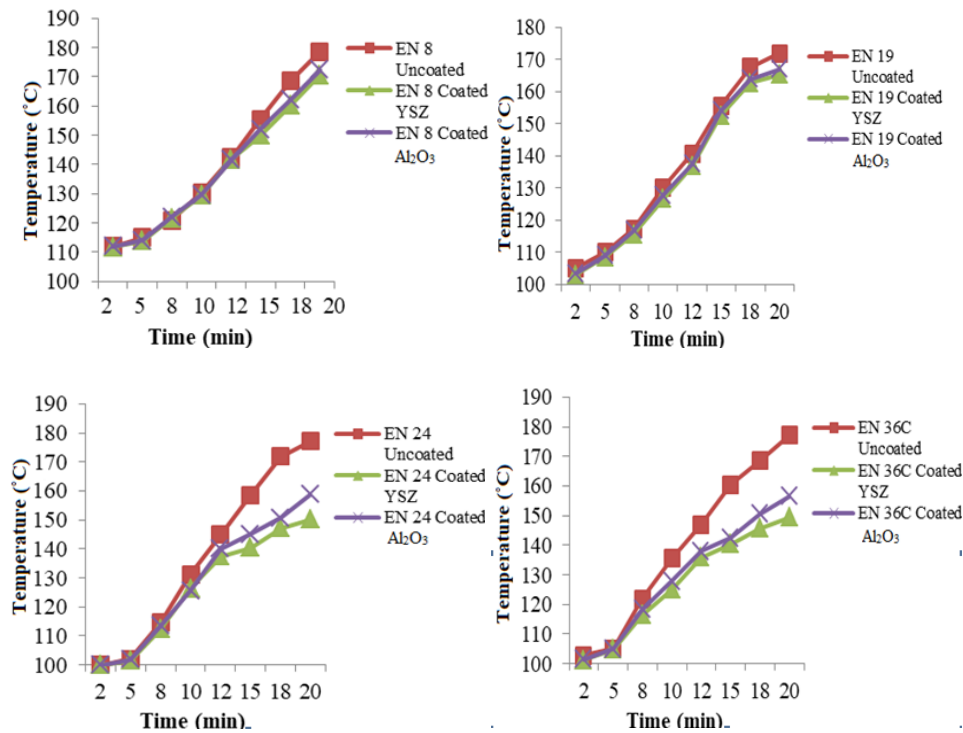 190
180
170
160
150
140
130
120
110
100
Temperature (˚C)
2 5 8 10 12 15 18 20
Time (min)
EN 8
Uncoated
EN 8 Coated
YSZ
EN 8 Coated
Al₂O₃
170
160
150
140
130
120
110
100
Temperature (˚C)
2 5 8 10 12 15 18 20
Time (min)
EN 19
Uncoated
EN 19 Coated
YSZ
EN 19 Coated
Al₂O₃
190
180
170
160
150
140
130
120
110
100
Temperature (˚C)
2 5 8 10 12 15 18 20
Time (min)
EN 24
Uncoated
EN 24 Coated
YSZ
EN 24 Coated
Al₂O₃
190
180
170
160
150
140
130
120
110
100
Temperature (˚C)
2 5 8 10 12 15 18 20
Time (min)
EN 36C
Uncoated
EN 36C Coated
YSZ
EN 36C Coated
Al₂O₃